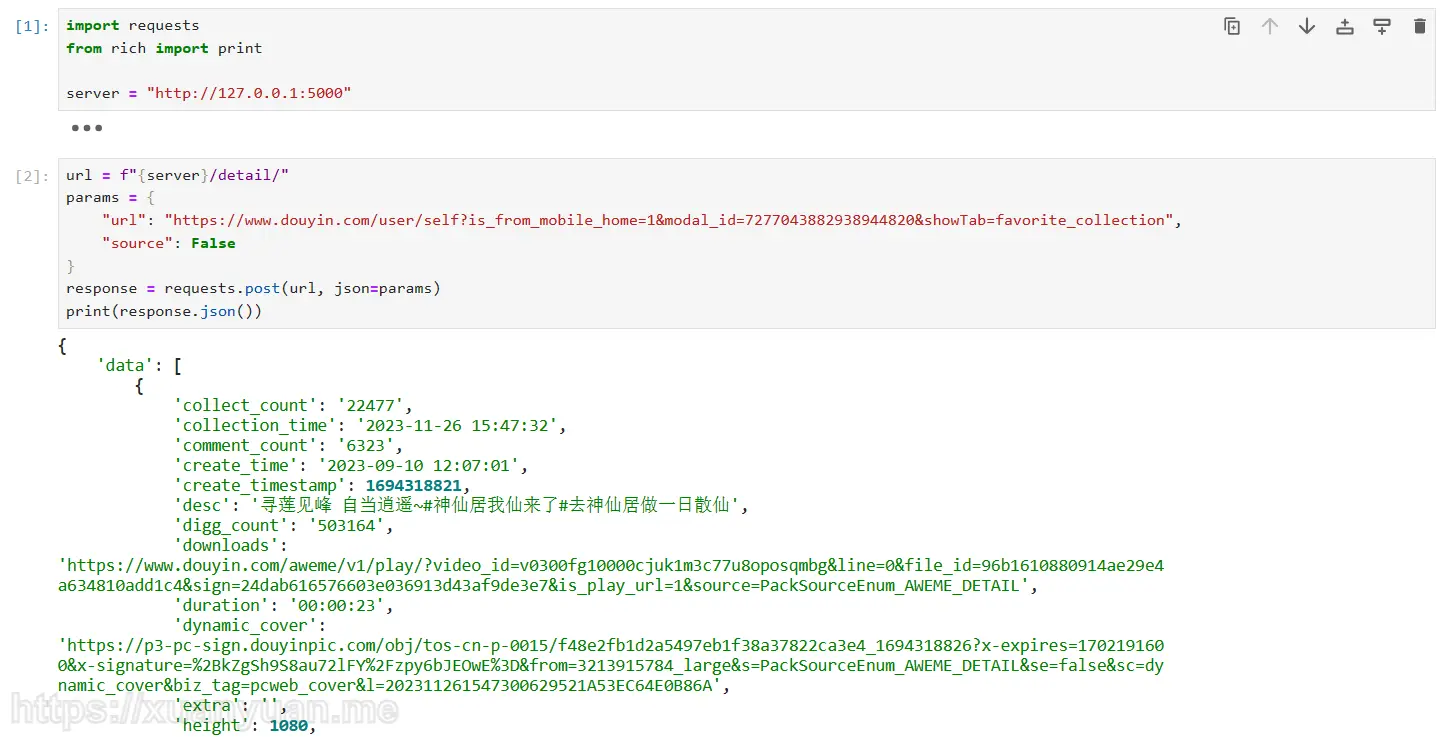 [1]:
import requests
from rich import print
server = "http://127.0.0.1:5000"
[2]:
url = f"{server}/detail/"
params = {
    "url": "https://www.douyin.com/user/self?is_from_mobile_home=1&modal_id=7277043882938944820&showTab=favorite_collection",
    "source": False
}
response = requests.post(url, json=params)
print(response.json())
{
    'data': [
        {
            'collect_count': '22477',
            'collection_time': '2023-11-26 15:47:32',
            'comment_count': '6323',
            'create_time': '2023-09-10 12:07:01',
            'create_timestamp': 1694318821,
            'desc': '寻莲见峰 自当逍遥~#神仙居我仙来了#去神仙居做一日散仙',
            'digg_count': '503164',
            'downloads':
'https://www.douyin.com/aweme/v1/play/?video_id=v0300fg10000cjuk1m3c77u8oposqmbg&line=0&file_id=96b1610880914ae29e4
a634810add1c4&sign=24dab616576603e036913d43af9de3e7&is_play_url=1&source=PackSourceEnum_AWEME_DETAIL',
            'duration': '00:00:23',
            'dynamic_cover':
'https://p3-pc-sign.douyinpic.com/obj/tos-cn-p-0015/f48e2fb1d2a5497eb1f38a37822ca3e4_1694318826?x-expires=170219160
0&x-signature=%2BkZgSh9S8au72lFY%2Fzpy6bJEOwE%3D&from=3213915784_large&s=PackSourceEnum_AWEME_DETAIL&se=false&sc=dy
namic_cover&biz_tag=pcweb_cover&l=202311261547300629521A53EC64E0B86A',
            'extra': '',
            'height': 1080,
https://xuanyuan.me